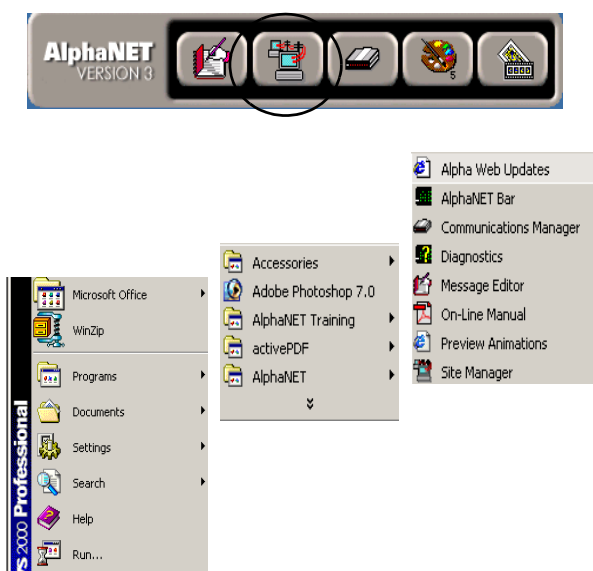 AlphaNET
VERSION 3
5
Alpha Web Updates
AlphaNET Bar
Communications Manager
Diagnostics
Message Editor
On-Line Manual
Preview Animations
Site Manager
Accessories
Adobe Photoshop 7.0
AlphaNET Training
activePDF
AlphaNET
Microsoft Office
WinZip
Programs
Documents
Settings
Search
Help
Run...
2000 Professional